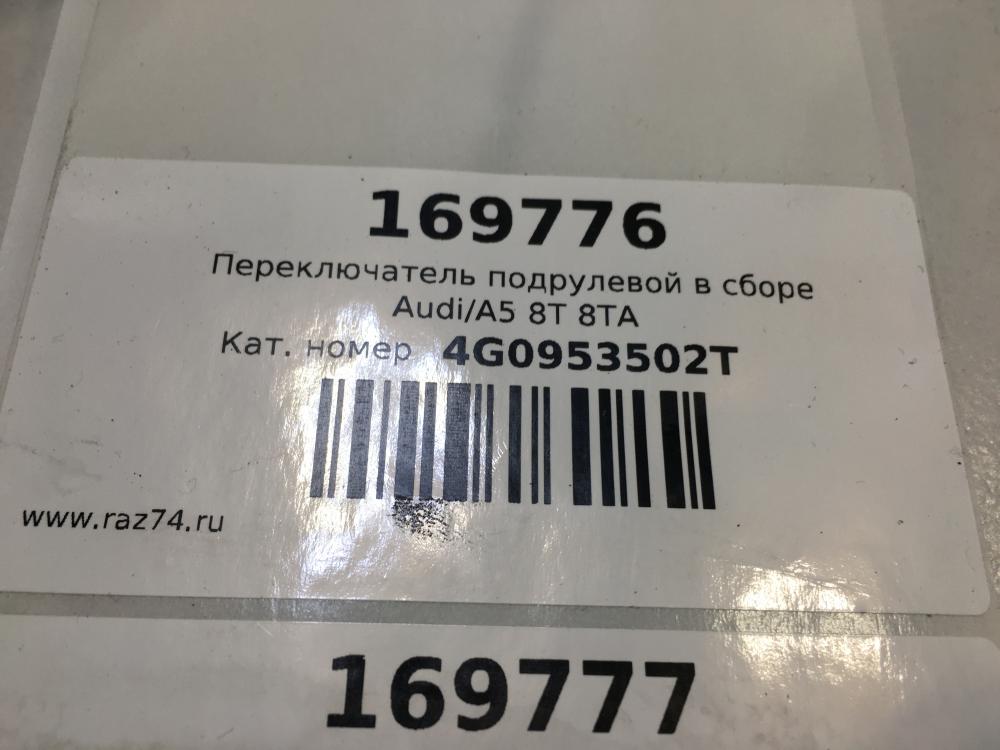 169776
Переключатель подрулевой в сборе
Audi/A5 8T 8TA
Кат. номер 4G0953502T
www.raz74.ru
169777